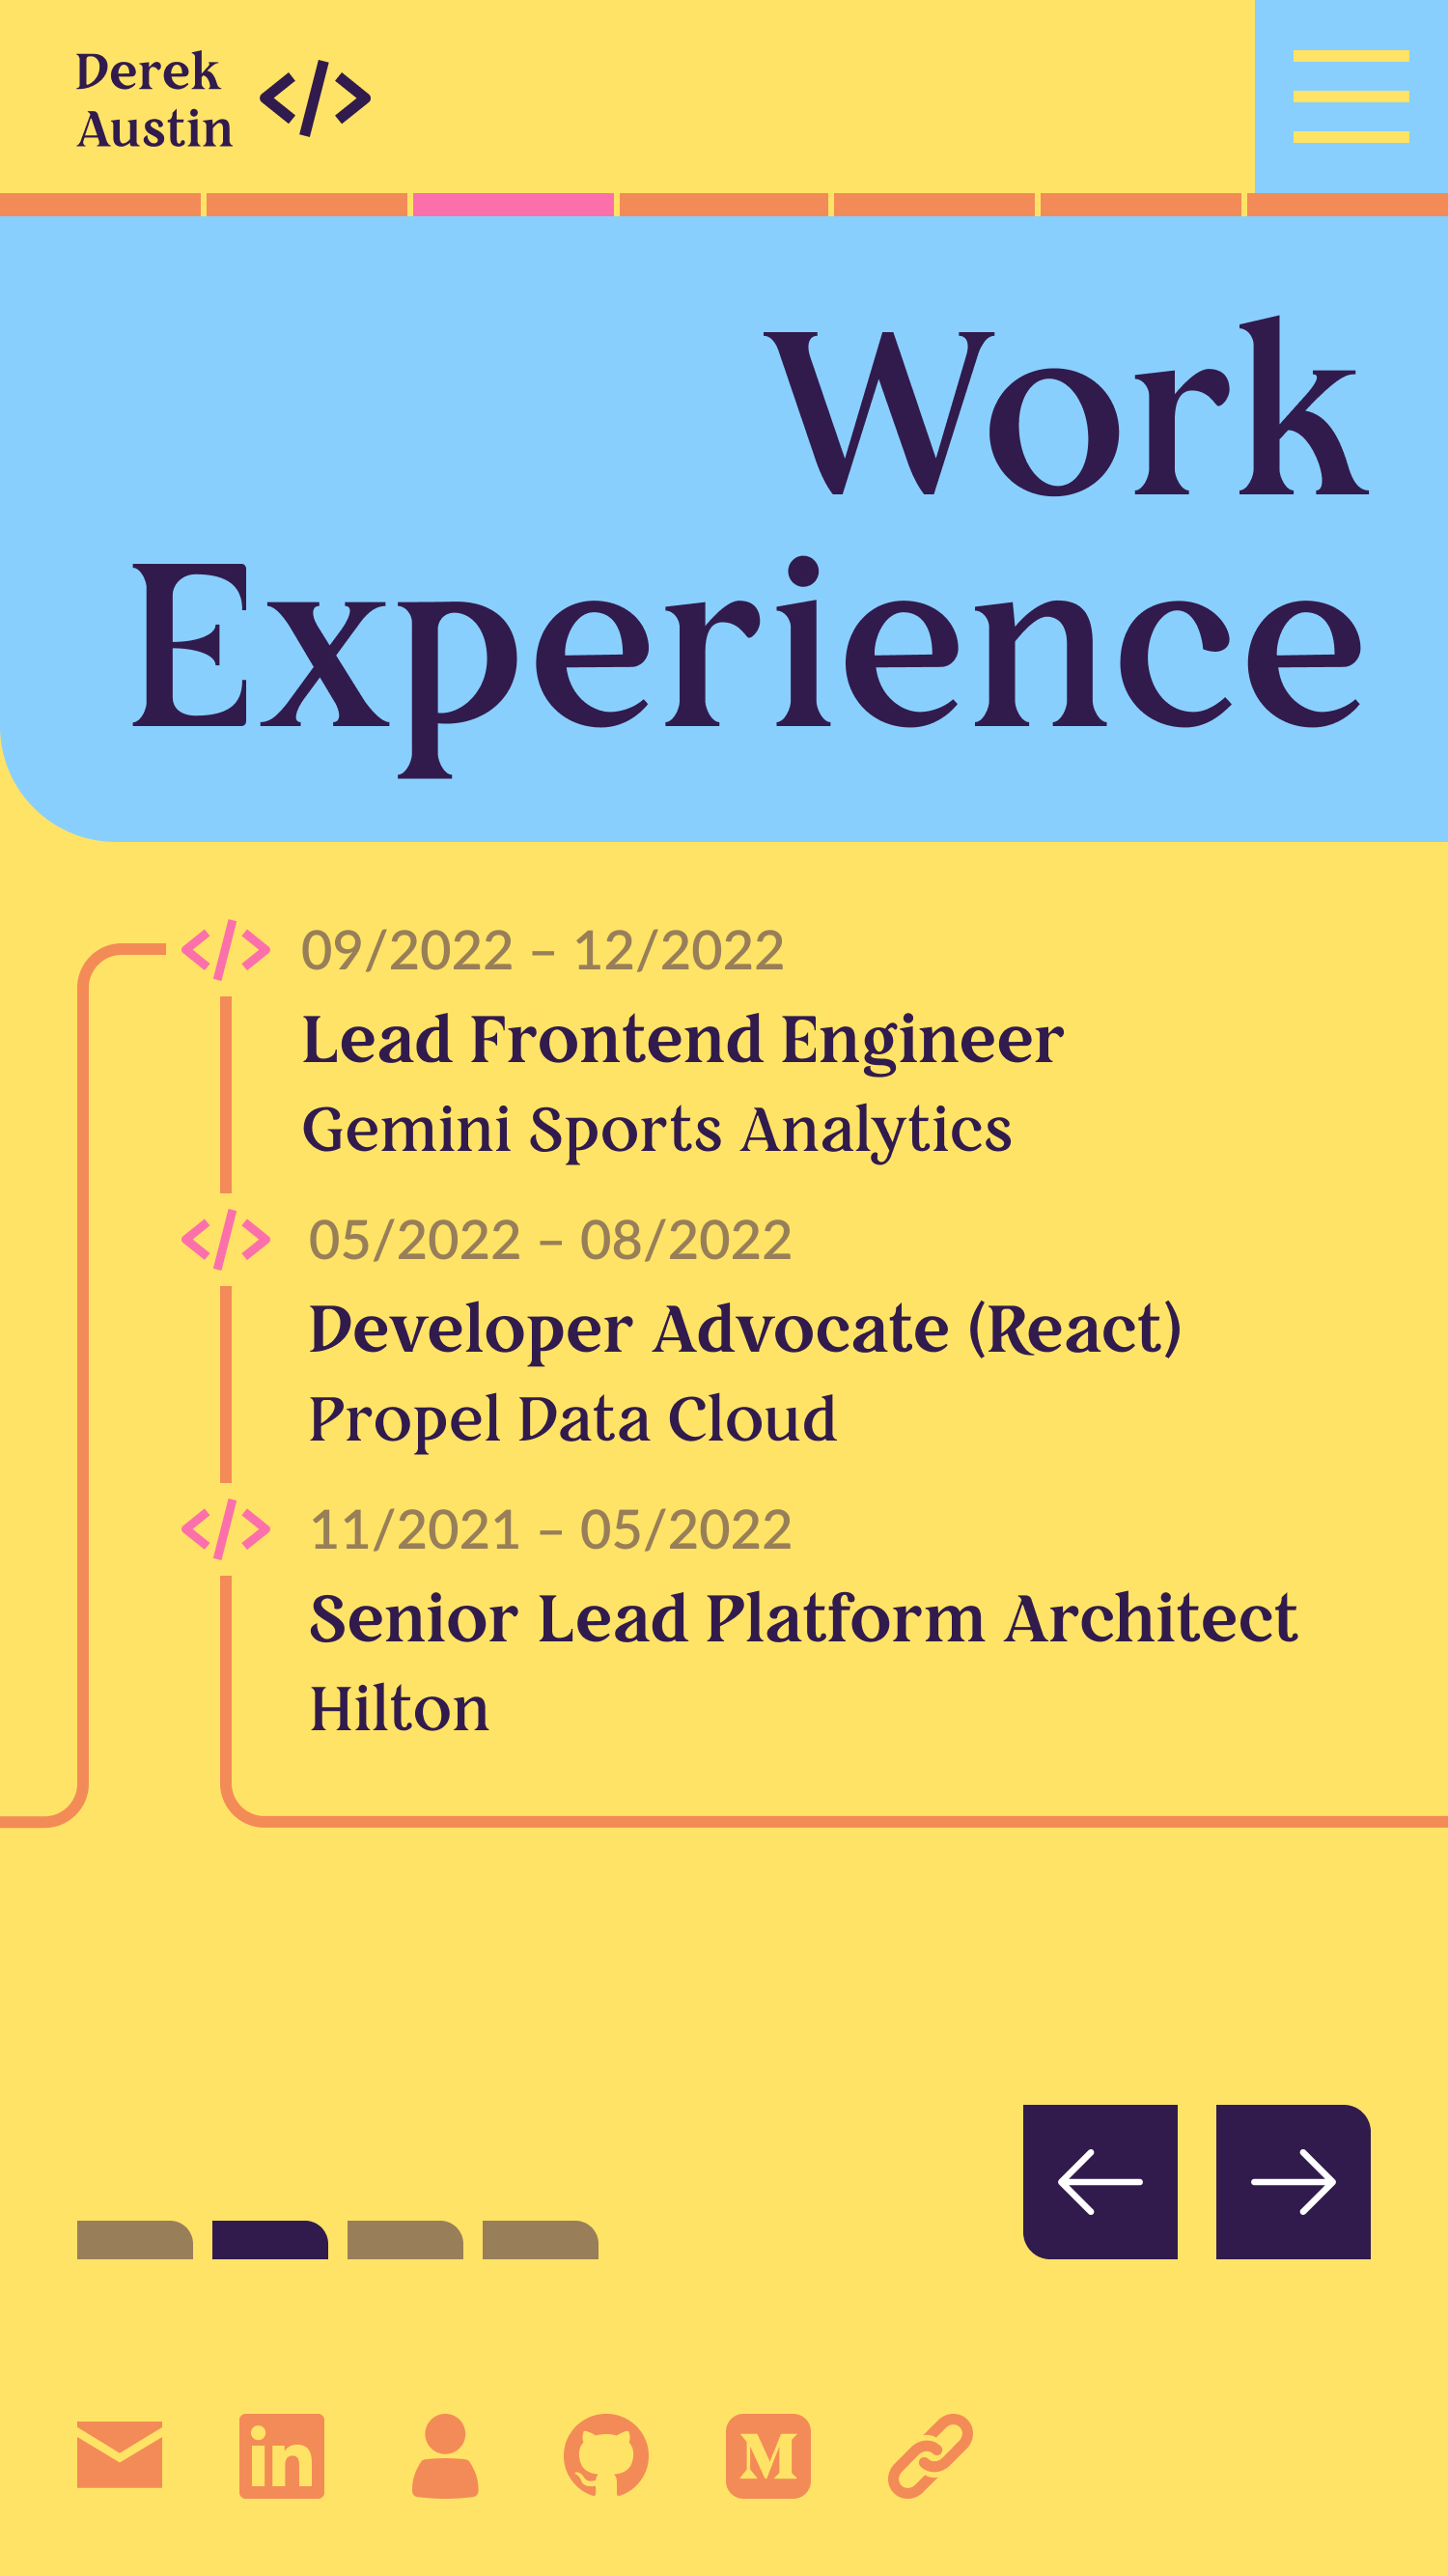 Derek
Austin </>
Work
Experience
</> 09/2022 – 12/2022
Lead Frontend Engineer
Gemini Sports Analytics
</> 05/2022 – 08/2022
Developer Advocate (React)
Propel Data Cloud
</> 11/2021 – 05/2022
Senior Lead Platform Architect
Hilton
in M